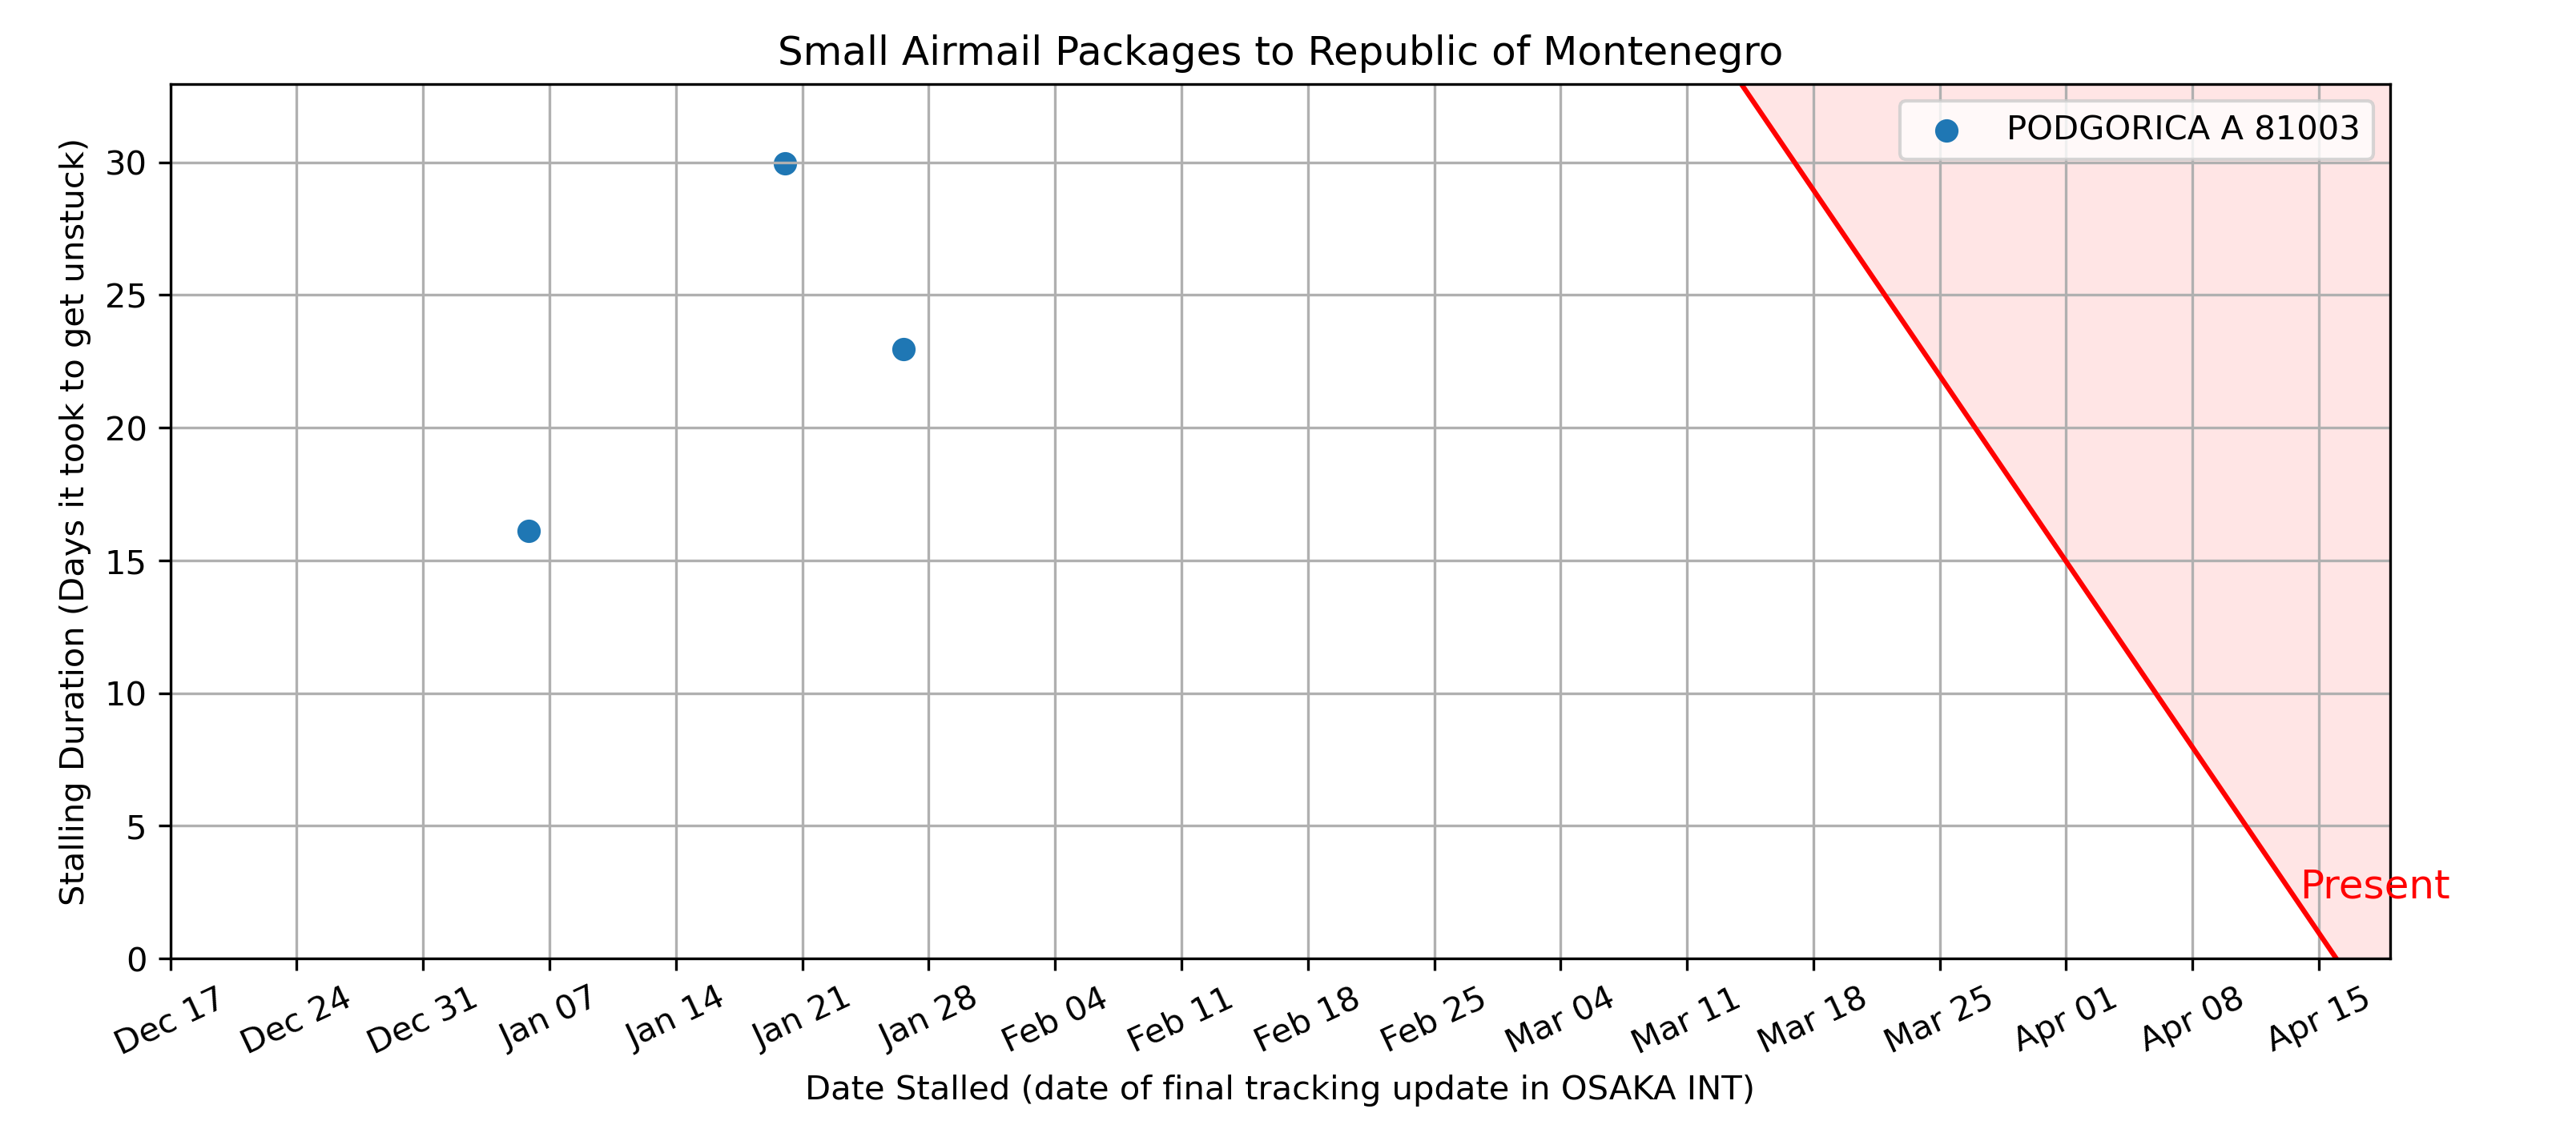 Small Airmail Packages to Republic of Montenegro
PODGORICA A 81003
Stalling Duration (Days it took to get unstuck)
30
25
20
15
10
5
0
Present
Dec 17
Dec 24
Dec 31
Jan 07
Jan 14
Jan 21
Jan 28
Feb 04
Feb 11
Feb 18
Feb 25
Mar 04
Mar 11
Mar 18
Mar 25
Apr 01
Apr 08
Apr 15
Date Stalled (date of final tracking update in OSAKA INT)